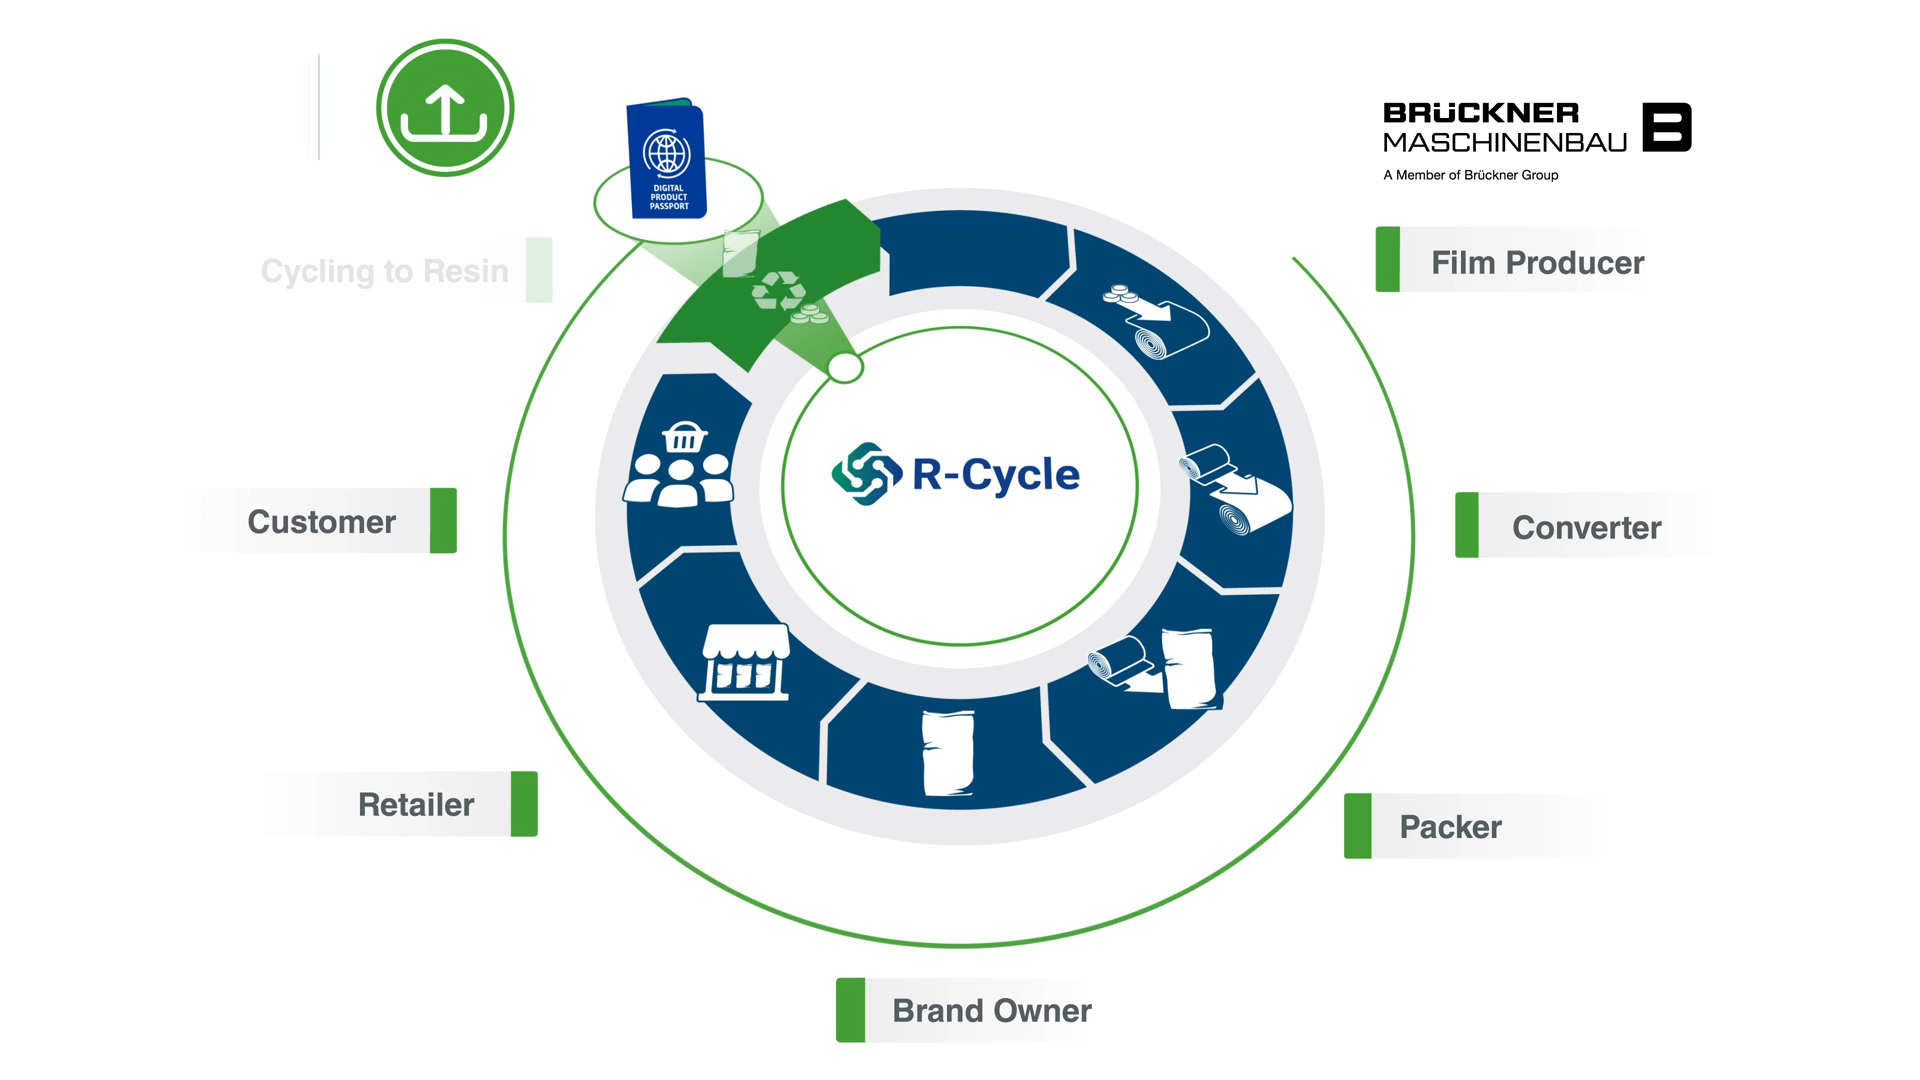 BRÜCKNER
MASCHINENBAU
A Member of Brückner Group
DIGITAL
PRODUCT
PASSPORT
Cycling to Resin
Film Producer
R-Cycle
Customer
Converter
Retailer
Packer
Brand Owner